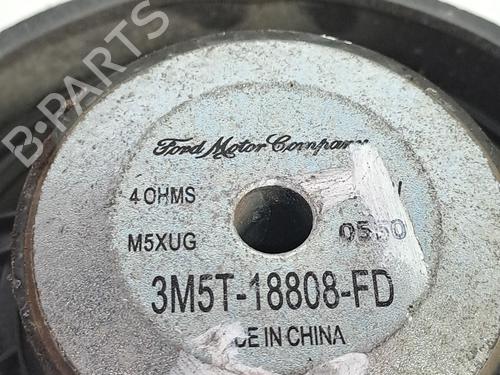 B-PARTS
Ford Motor Company
4 OHMS
M5XUG 0550
3M5T-18808-FD
IN CHINA